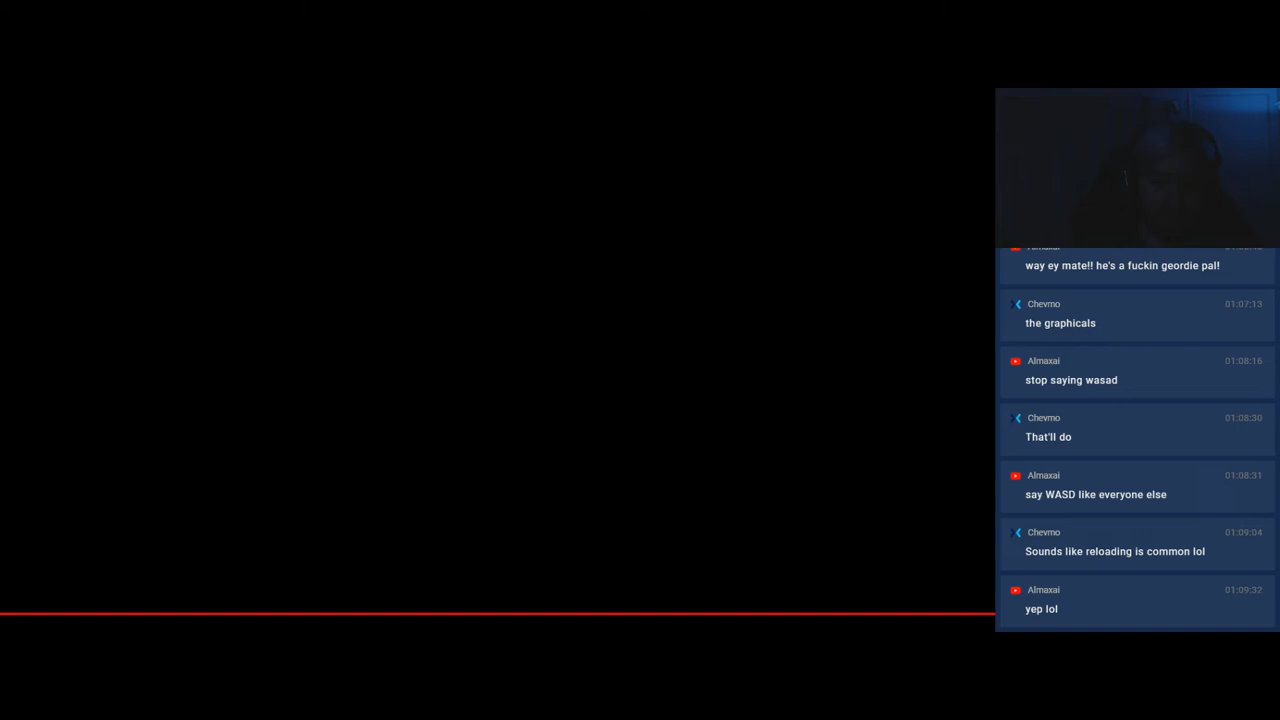 way ey mate!! he's a fuckin geordie pal!
Chevmo 01:07:13
the graphicals
Almaxai 01:08:16
stop saying wasad
Chevmo 01:08:30
That'll do
Almaxai 01:08:31
say WASD like everyone else
Chevmo 01:09:04
Sounds like reloading is common lol
Almaxai 01:09:32
yep lol